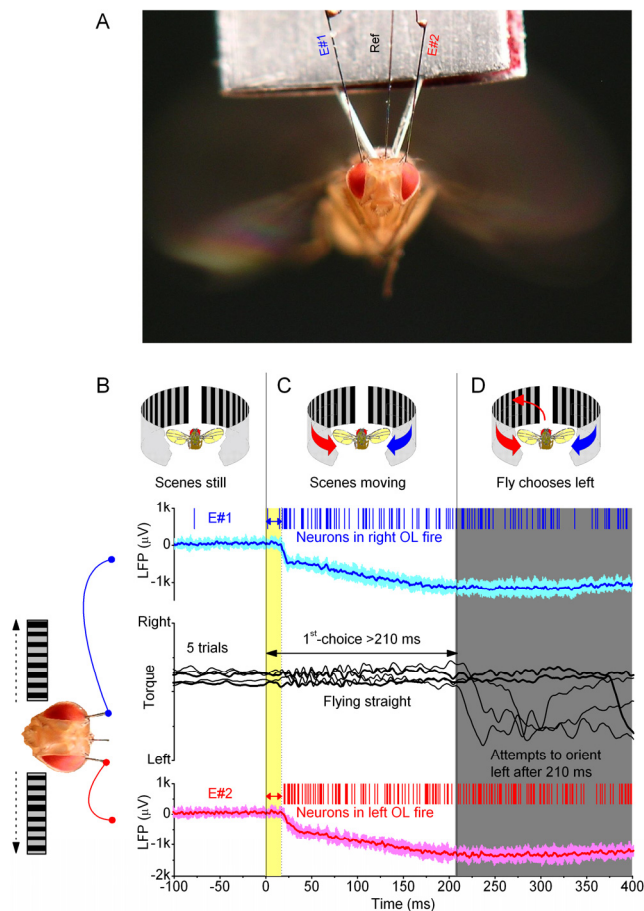 A
E#1
Ref
E#2
B
C
D
Scenes still
Scenes moving
Fly chooses left
1k
0
-1k
LFP (μV)
E#1
Neurons in right OL fire
Right
Torque
Left
5 trials
1st-choice >210 ms
Flying straight
Attempts to orient
left after 210 ms
1k
0
-1k
-2k
LFP (μV)
E#2
Neurons in left OL fire
-100 -50 0 50 100 150 200 250 300 350 400
Time (ms)